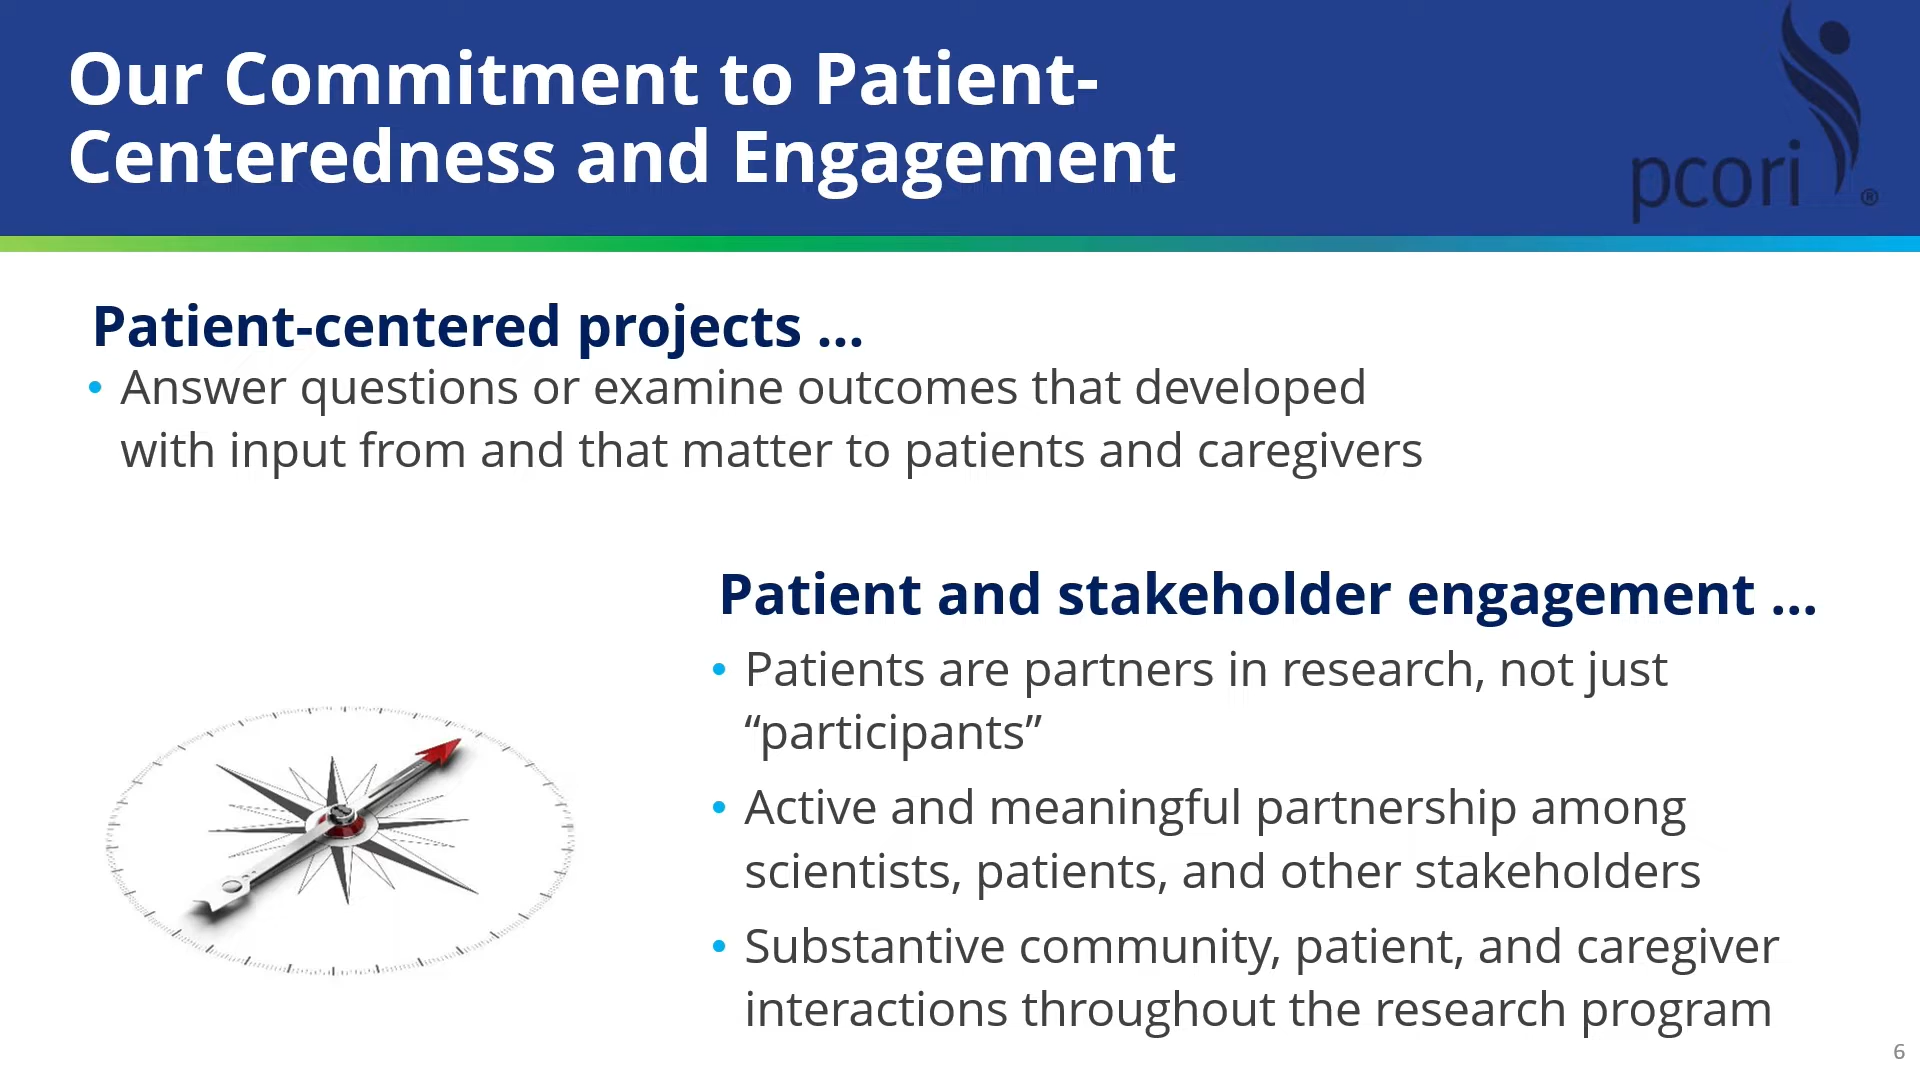 Our Commitment to Patient-
Centeredness and Engagement
pcori®
Patient-centered projects ...
• Answer questions or examine outcomes that developed
with input from and that matter to patients and caregivers
Patient and stakeholder engagement ...
• Patients are partners in research, not just
“participants”
• Active and meaningful partnership among
scientists, patients, and other stakeholders
• Substantive community, patient, and caregiver
interactions throughout the research program
6